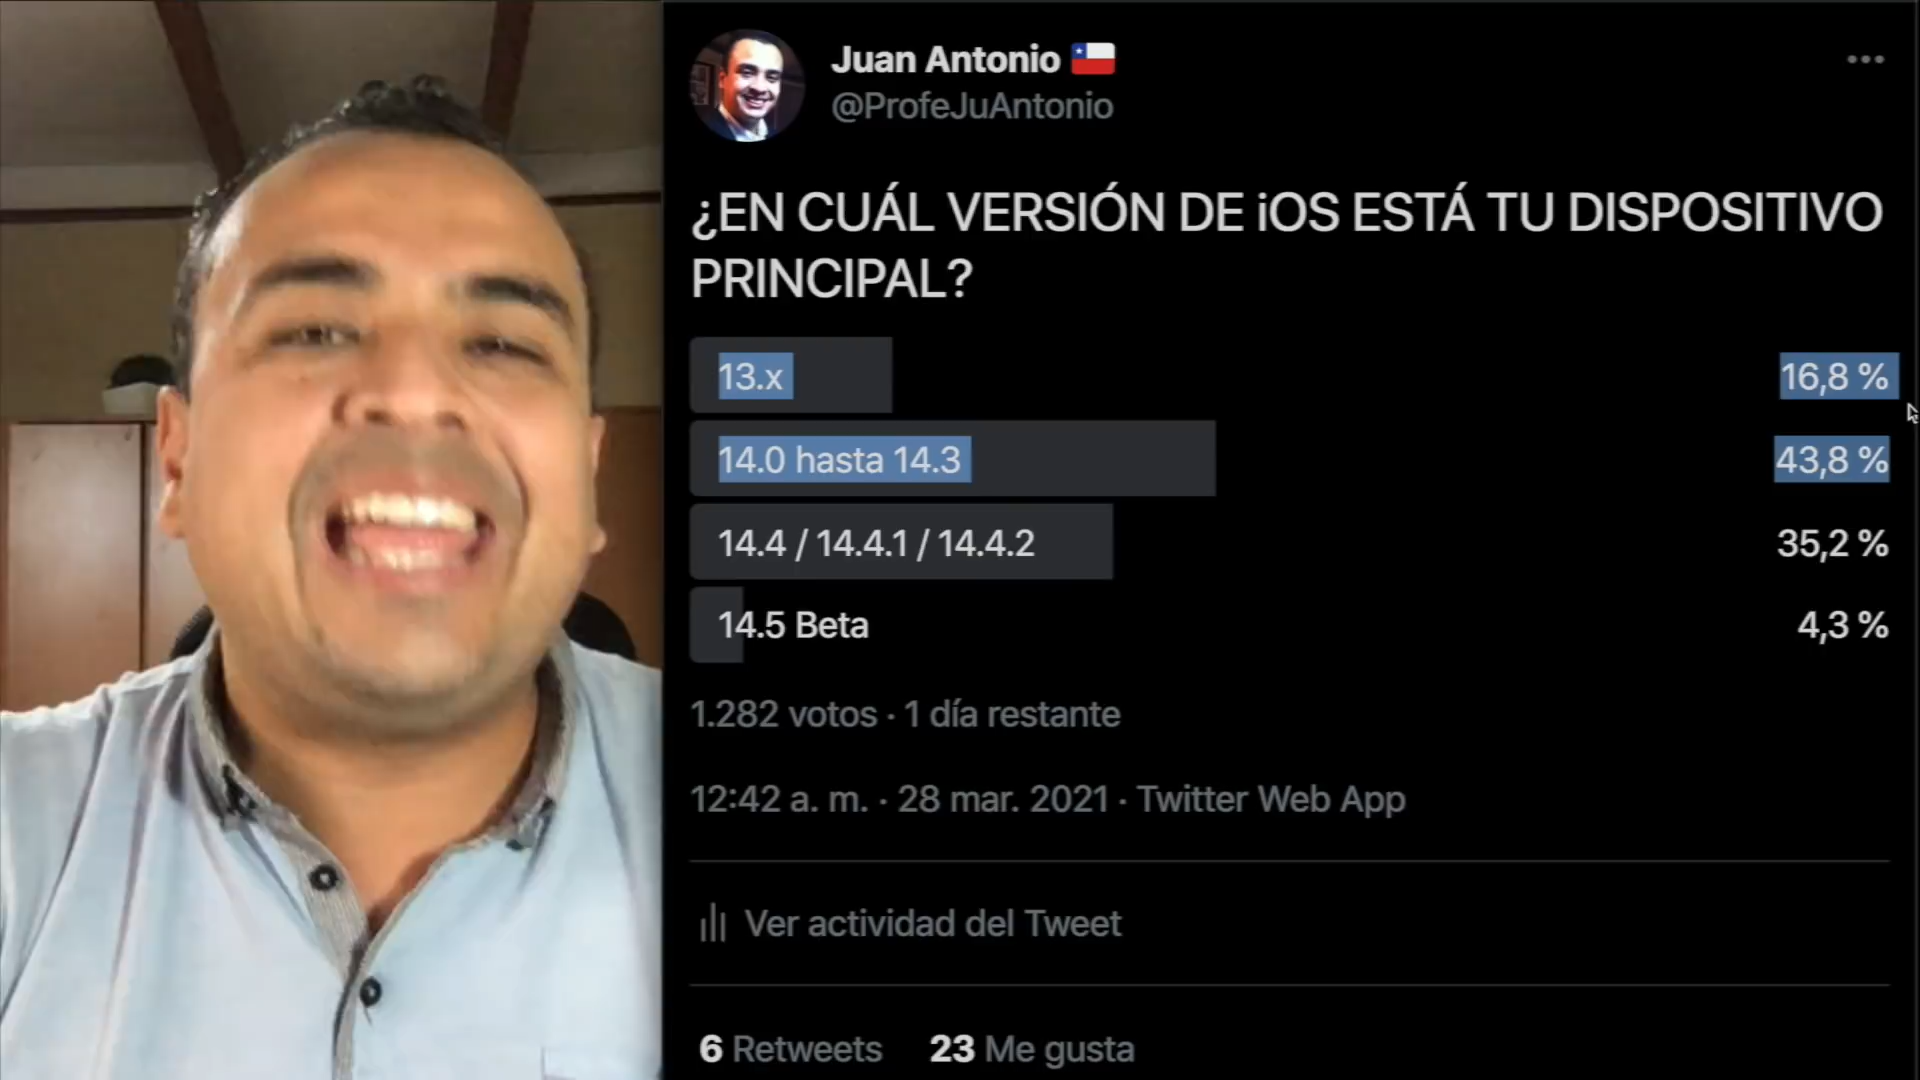 Juan Antonio 🇨🇱
@ProfeJuAntonio
¿EN CUÁL VERSIÓN DE iOS ESTÁ TU DISPOSITIVO
PRINCIPAL?
13.x 16,8 %
14.0 hasta 14.3 43,8 %
14.4 / 14.4.1 / 14.4.2 35,2 %
14.5 Beta 4,3 %
1.282 votos · 1 día restante
12:42 a. m. · 28 mar. 2021 · Twitter Web App
Ver actividad del Tweet
6 Retweets 23 Me gusta